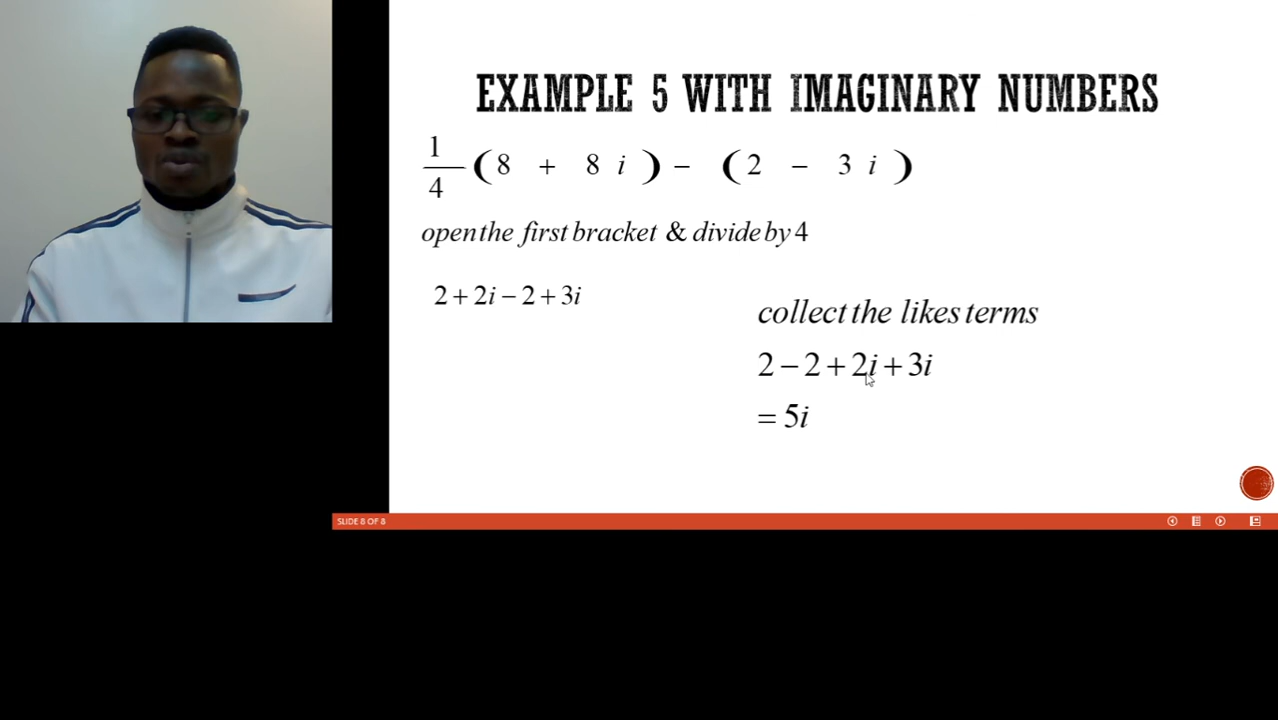 EXAMPLE 5 WITH IMAGINARY NUMBERS
1/4 (8 + 8 i) − (2 − 3 i)
open the first bracket & divide by 4
2 + 2i − 2 + 3i
collect the likes terms
2 − 2 + 2i + 3i
= 5i
SLIDE 8 OF 8